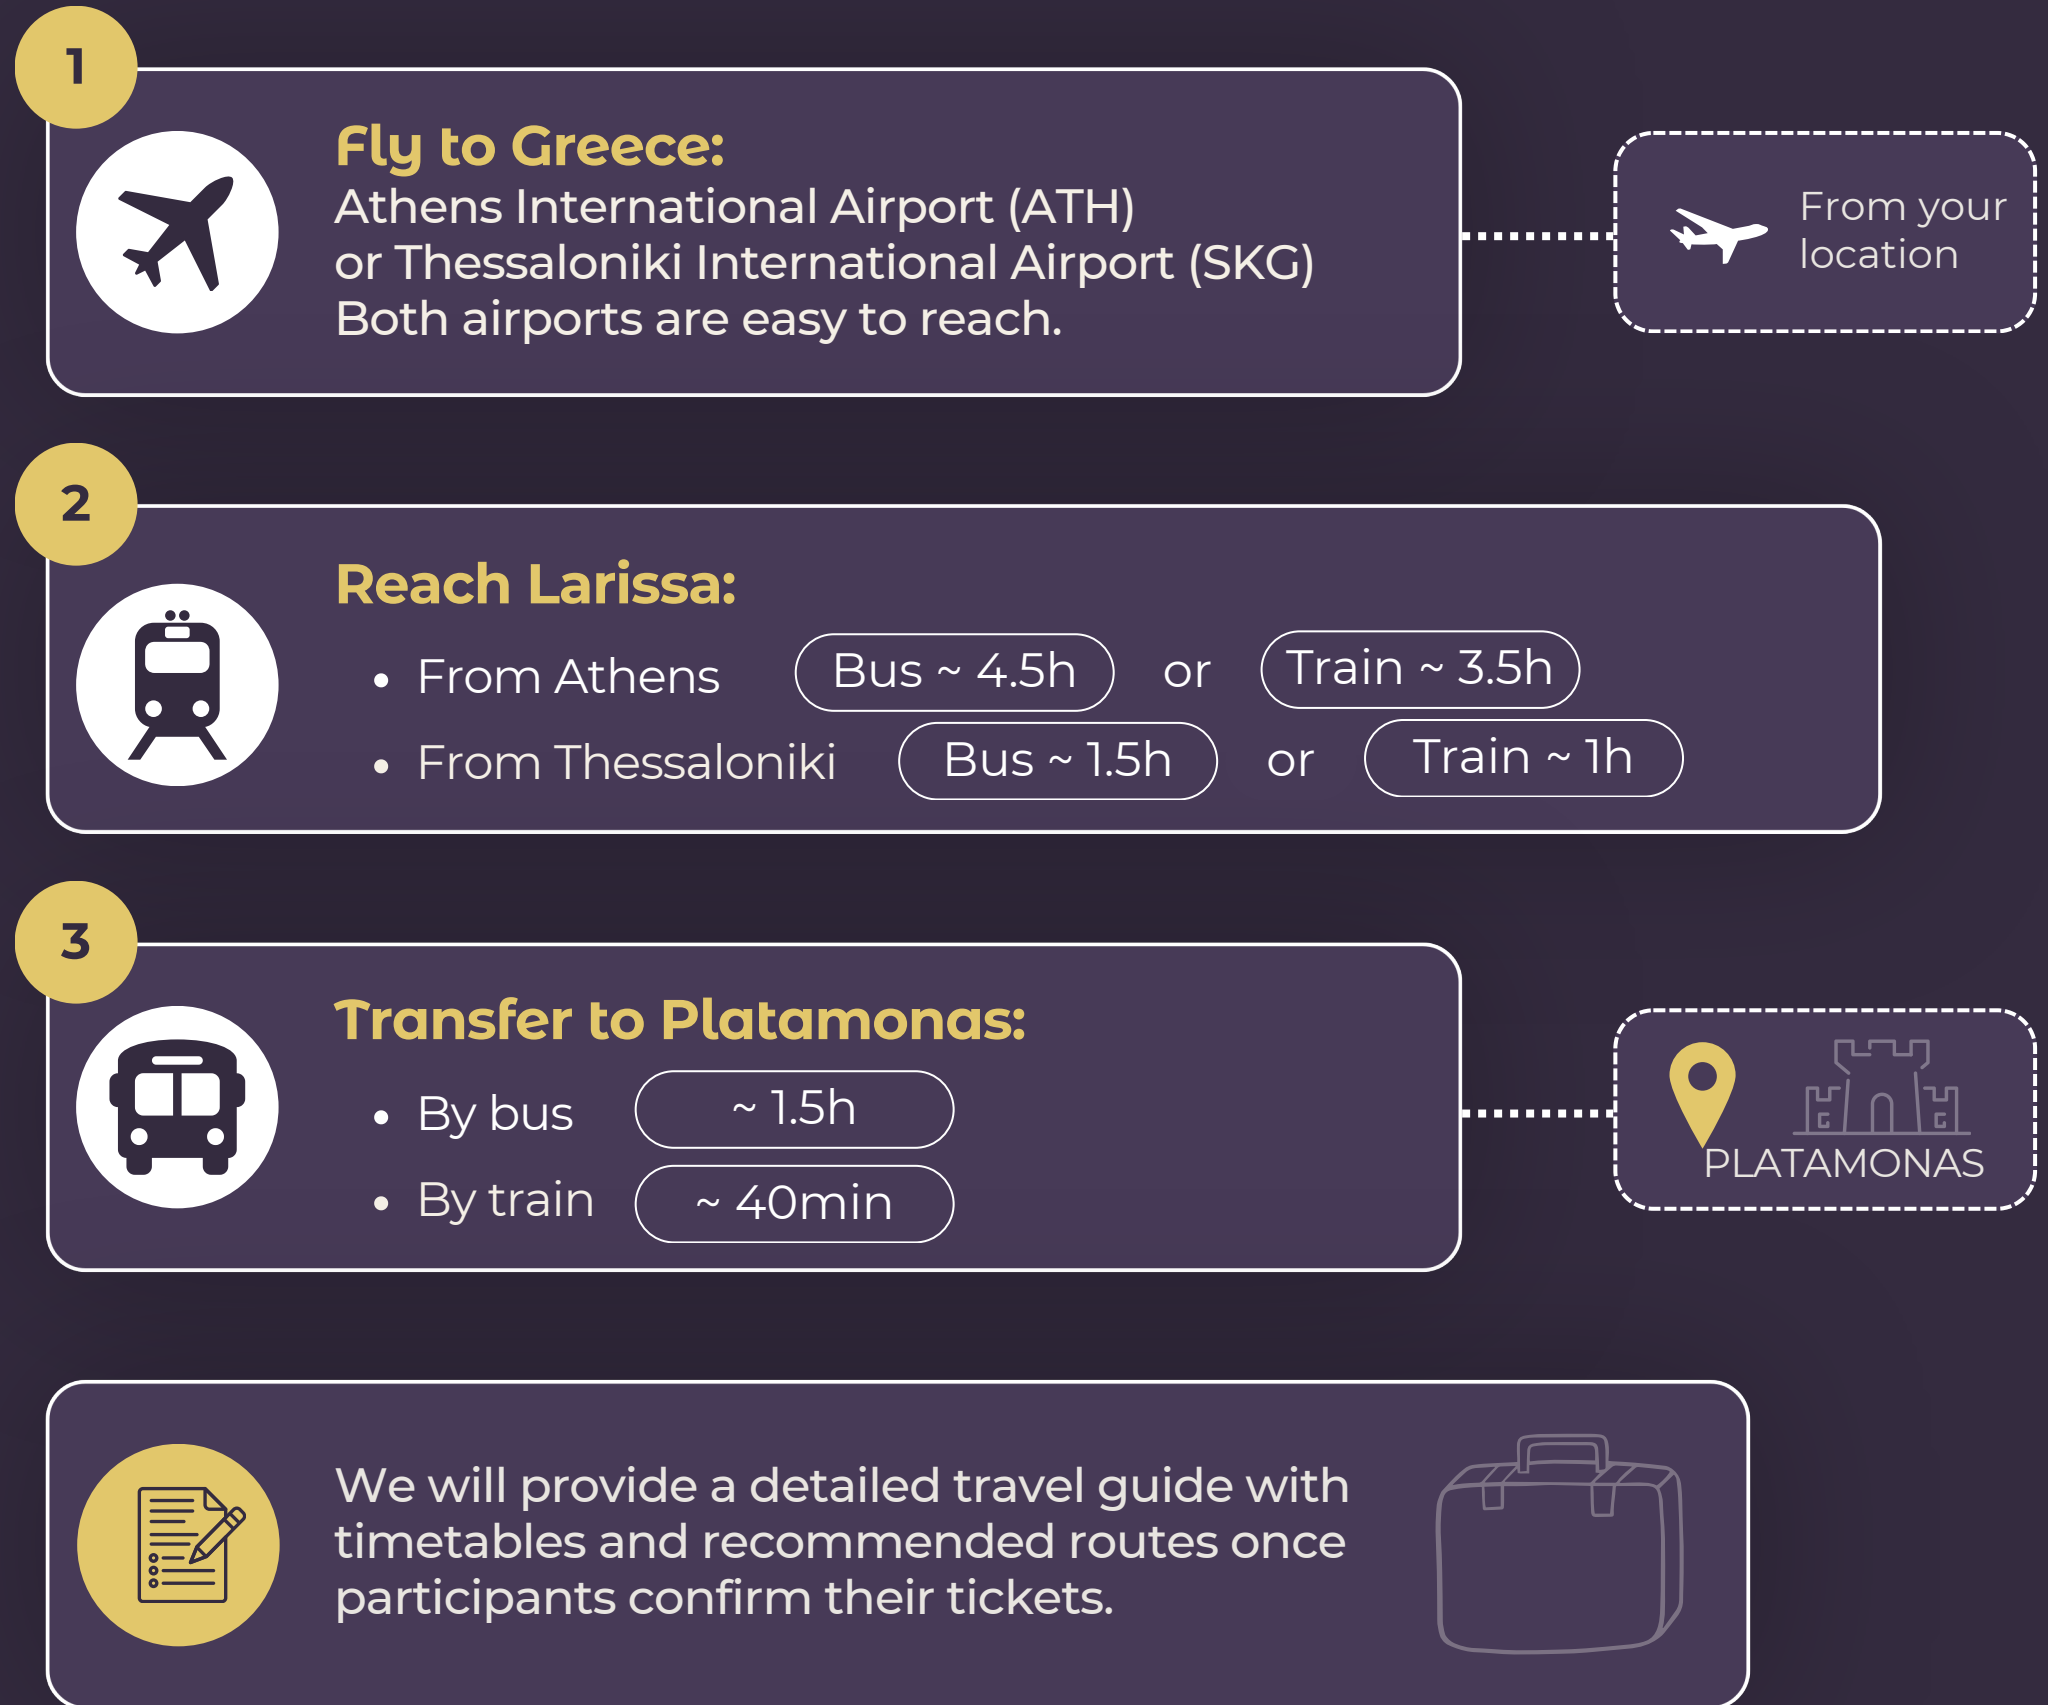 1
Fly to Greece:
Athens International Airport (ATH)
or Thessaloniki International Airport (SKG)
Both airports are easy to reach.
From your
location
2
Reach Larissa:
• From Athens Bus ~ 4.5h or Train ~ 3.5h
• From Thessaloniki Bus ~ 1.5h or Train ~ 1h
3
Transfer to Platamonas:
• By bus ~ 1.5h
• By train ~ 40min
PLATAMONAS
We will provide a detailed travel guide with
timetables and recommended routes once
participants confirm their tickets.